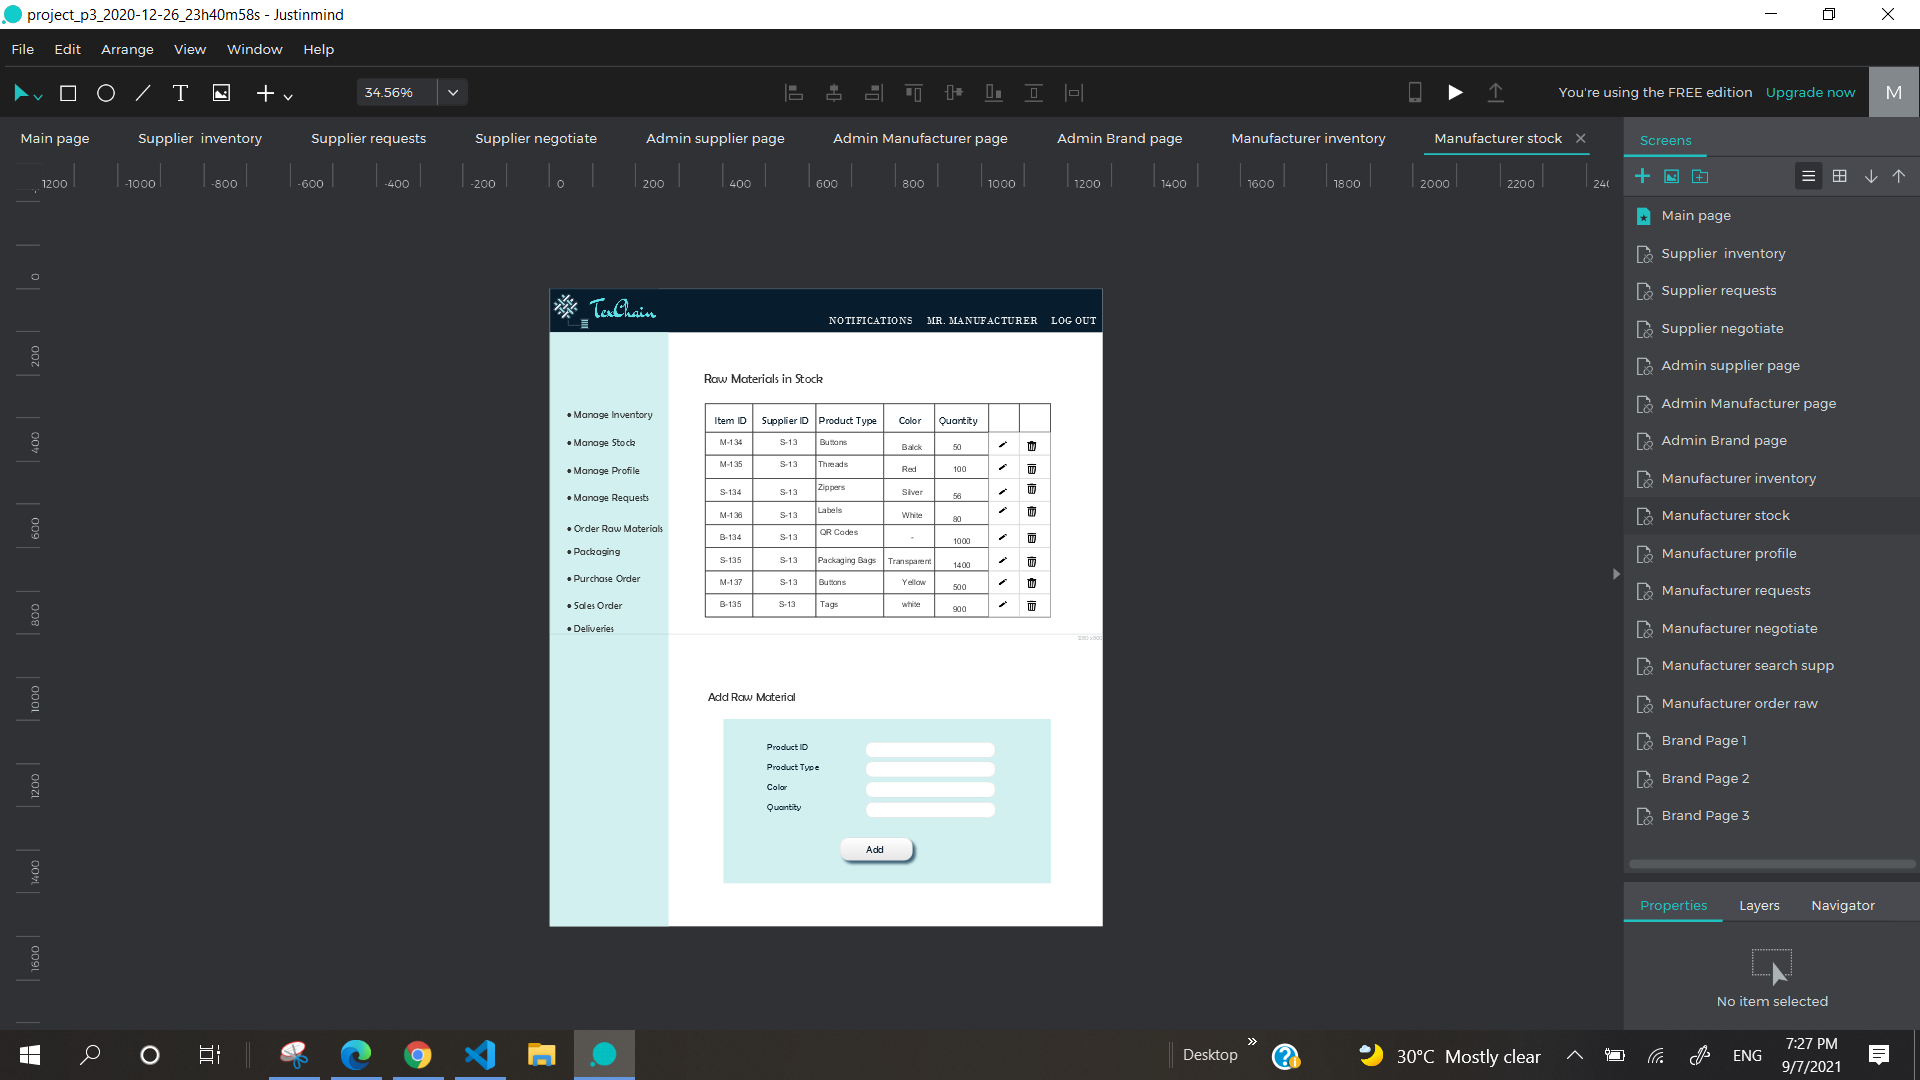 project_p3_2020-12-26_23h40m58s - Justinmind
File Edit Arrange View Window Help
34.56%
You're using the FREE edition Upgrade now M
Main page Supplier inventory Supplier requests Supplier negotiate Admin supplier page Admin Manufacturer page Admin Brand page Manufacturer inventory Manufacturer stock
1200 -1000 -800 -600 -400 -200 0 200 400 600 800 1000 1200 1400 1600 1800 2000 2200 240
0
200
400
600
800
1000
1200
1400
1600
TexChain
NOTIFICATIONS MR. MANUFACTURER LOG OUT
• Manage Inventory
• Manage Stock
• Manage Profile
• Manage Requests
• Order Raw Materials
• Packaging
• Purchase Order
• Sales Order
• Deliveries
Raw Materials in Stock
Item ID Supplier ID Product Type Color Quantity
M-134 S-13 Buttons Balck 50
M-135 S-13 Threads Red 100
S-134 S-13 Zippers Silver 56
M-136 S-13 Labels White 80
B-134 S-13 QR Codes - 1000
S-135 S-13 Packaging Bags Transparent 1400
M-137 S-13 Buttons Yellow 500
B-135 S-13 Tags white 900
Add Raw Material
Product ID
Product Type
Color
Quantity
Add
Screens
Main page
Supplier inventory
Supplier requests
Supplier negotiate
Admin supplier page
Admin Manufacturer page
Admin Brand page
Manufacturer inventory
Manufacturer stock
Manufacturer profile
Manufacturer requests
Manufacturer negotiate
Manufacturer search supp
Manufacturer order raw
Brand Page 1
Brand Page 2
Brand Page 3
Properties Layers Navigator
No item selected
Desktop
30°C Mostly clear
ENG
7:27 PM
9/7/2021